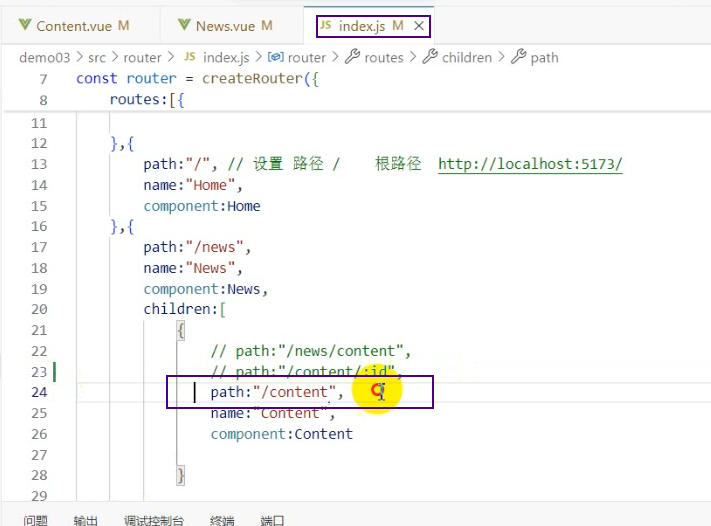 Content.vue M News.vue M JS index.js M ×
demo03 > src > router > JS index.js > router > routes > children > path
7 const router = createRouter({
8 routes:[{
11
12 },{
13 path:"/", // 设置 路径 / 根路径 http://localhost:5173/
14 name:"Home",
15 component:Home
16 },{
17 path:"/news",
18 name:"News",
19 component:News,
20 children:[
21 {
22 // path:"/news/content",
23 // path:"/content/:id",
24 path:"/content",
25 name:"Content",
26 component:Content
27
28 }
29
问题 输出 调试控制台 终端 端口